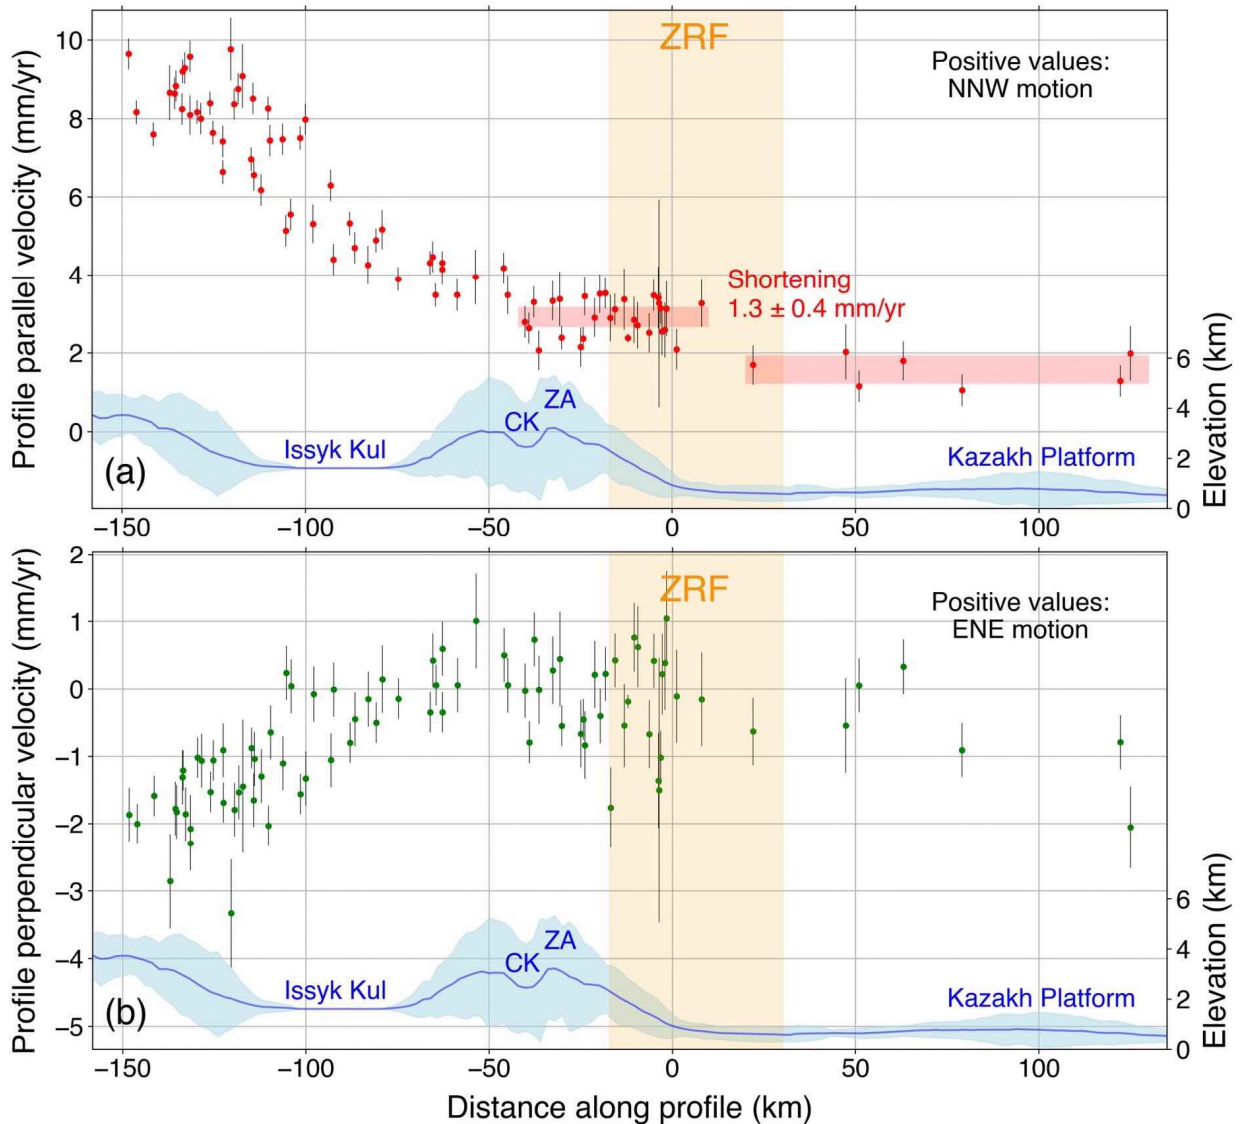 ZRF
Positive values:
NNW motion
Profile parallel velocity (mm/yr)
10
8
6
4
2
0
Shortening
1.3 ± 0.4 mm/yr
ZA
CK
Issyk Kul
Kazakh Platform
(a)
6
4
2
0
Elevation (km)
−150
−100
−50
0
50
100
ZRF
Positive values:
ENE motion
Profile perpendicular velocity (mm/yr)
2
1
0
−1
−2
−3
−4
−5
ZA
CK
Issyk Kul
Kazakh Platform
(b)
6
4
2
0
Elevation (km)
−150
−100
−50
0
50
100
Distance along profile (km)